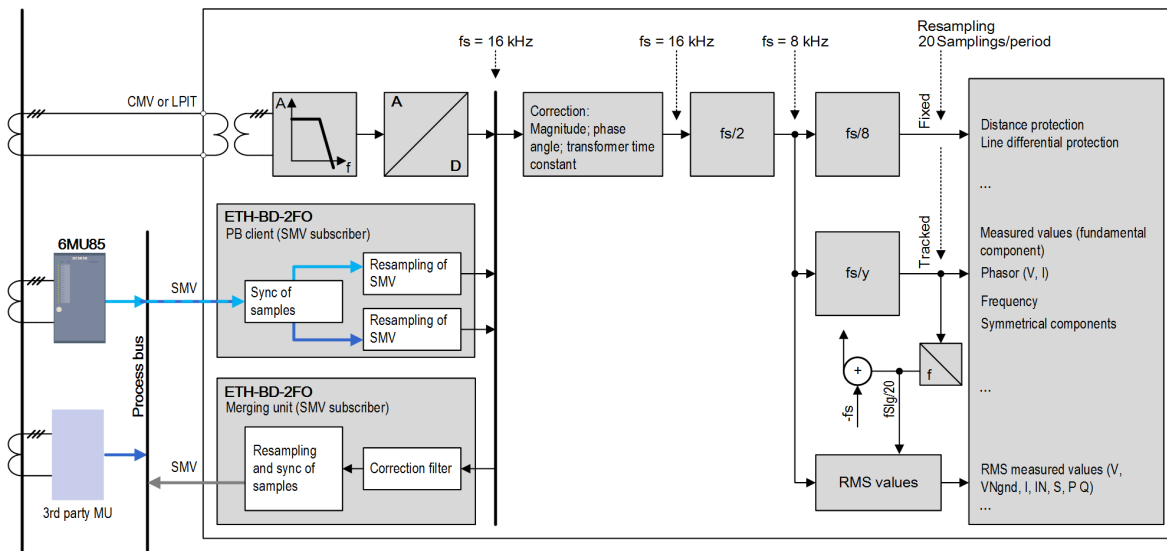 Resampling
20 Samplings/period
fs = 16 kHz
fs = 16 kHz
fs = 8 kHz
CMV or LPIT
A
f
A
D
Correction:
Magnitude; phase
angle; transformer time
constant
fs/2
fs/8
Fixed
Distance protection
Line differential protection
...
ETH-BD-2FO
PB client (SMV subscriber)
6MU85
SMV
Sync of
samples
Resampling of
SMV
Resampling of
SMV
fs/y
Tracked
Measured values (fundamental
component)
Phasor (V, I)
Frequency
Symmetrical components
...
f
+
-fs
fSlg/20
Process bus
ETH-BD-2FO
Merging unit (SMV subscriber)
Resampling
and sync of
samples
Correction filter
SMV
3rd party MU
RMS values
RMS measured values (V,
VNgnd, I, IN, S, P Q)
...